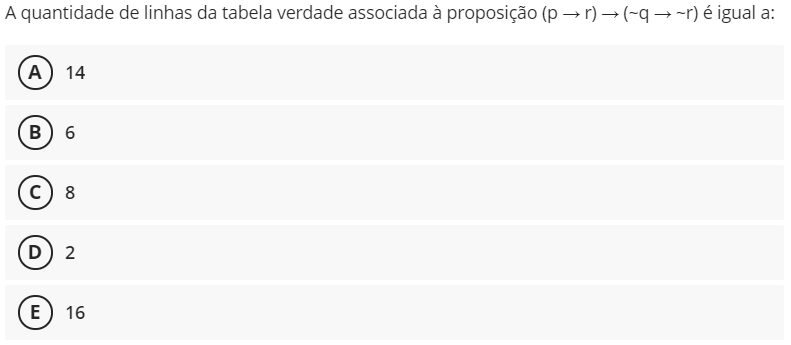 A quantidade de linhas da tabela verdade associada à proposição (p → r) → (~q → ~r) é igual a:
A 14
B 6
C 8
D 2
E 16